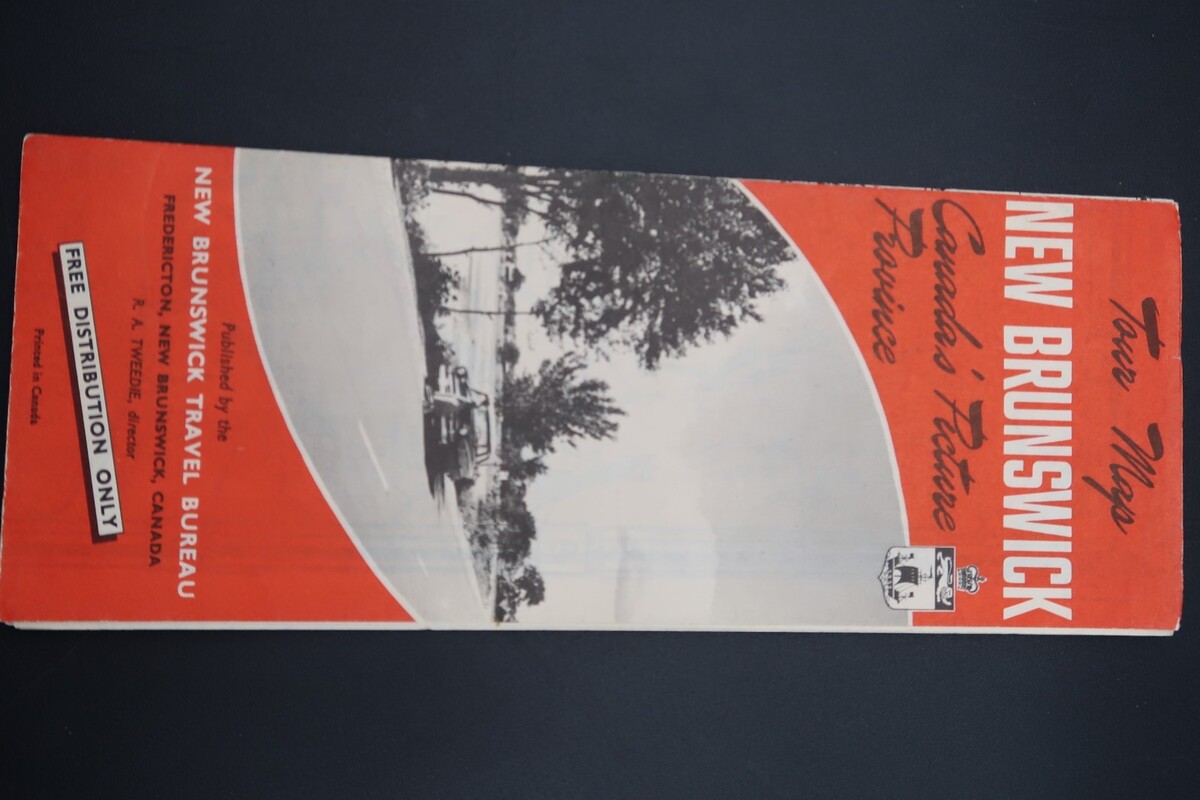 Tour Map
NEW BRUNSWICK
Canada's Picture
Province
Published by the
NEW BRUNSWICK TRAVEL BUREAU
FREDERICTON, NEW BRUNSWICK, CANADA
R. A. TWEEDIE, director
FREE DISTRIBUTION ONLY
Printed in Canada